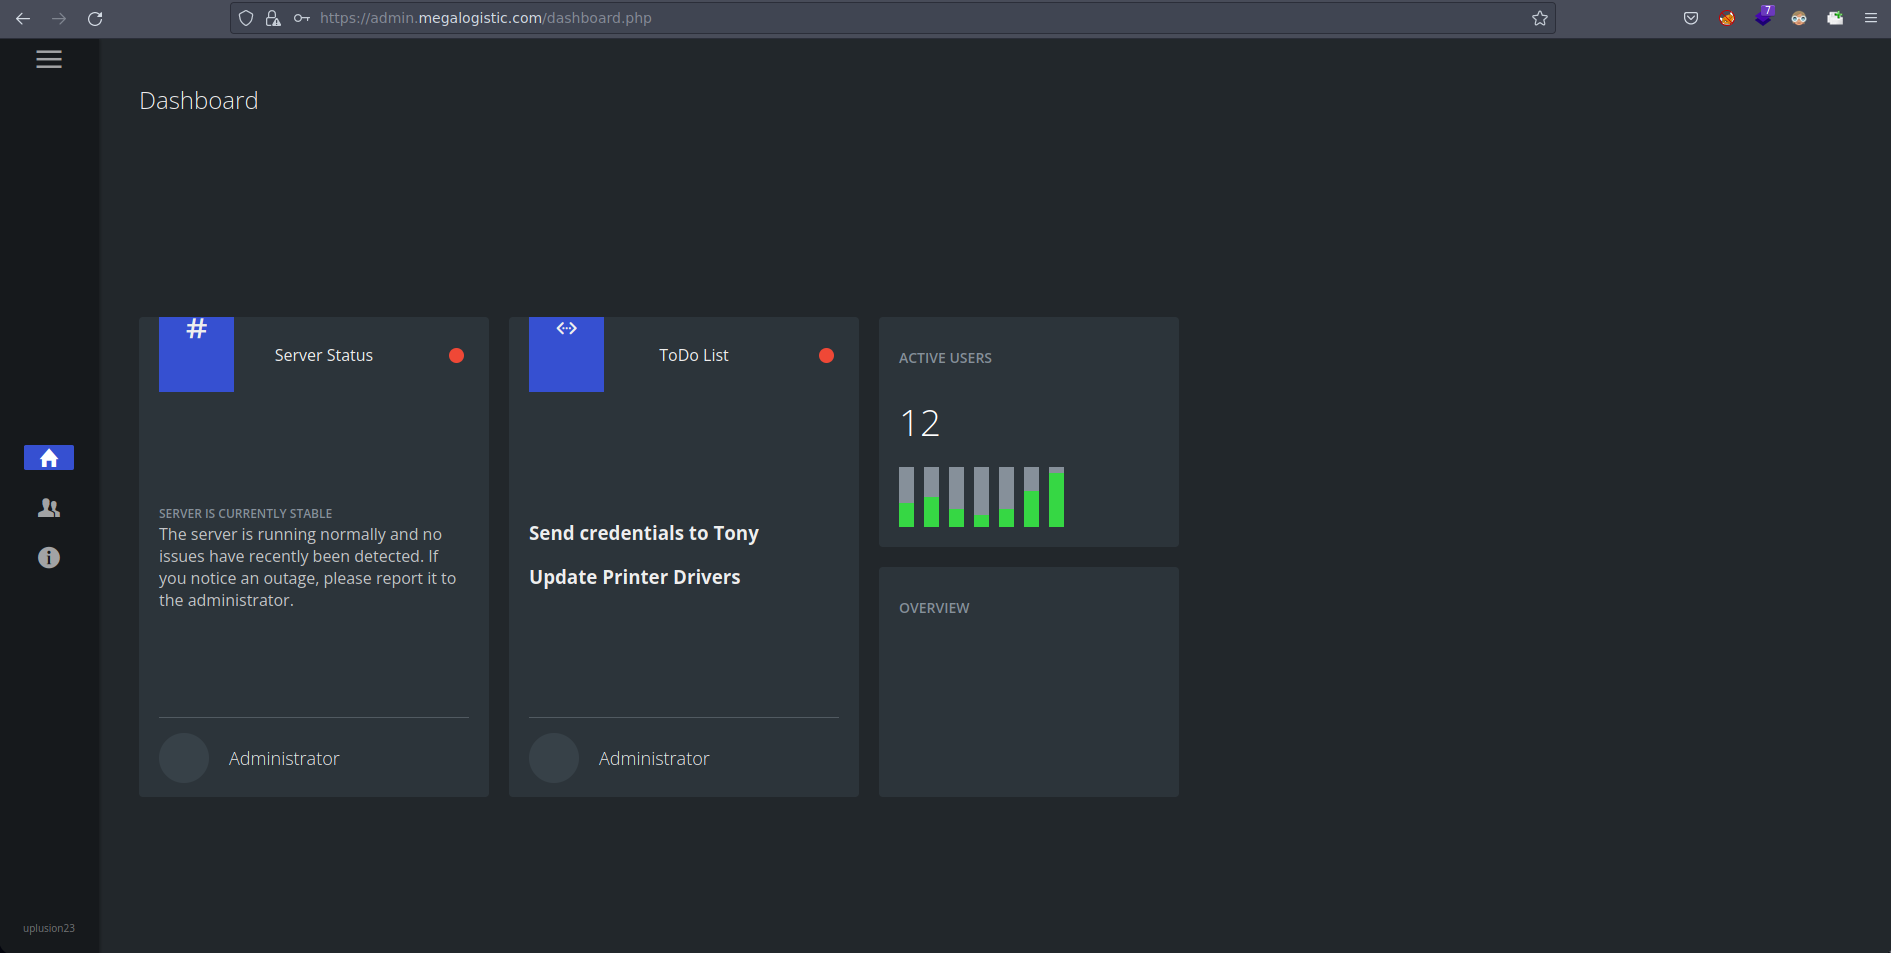 https://admin.megalogistic.com/dashboard.php
7
Dashboard
#
Server Status
SERVER IS CURRENTLY STABLE
The server is running normally and no
issues have recently been detected. If
you notice an outage, please report it to
the administrator.
Administrator
ToDo List
Send credentials to Tony
Update Printer Drivers
Administrator
ACTIVE USERS
12
OVERVIEW
uplusion23